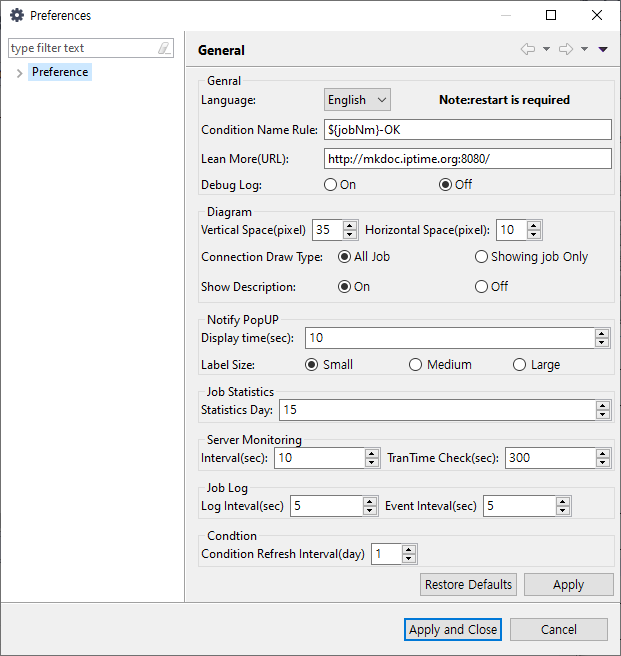 Preferences
type filter text
General
Preference
Genral
Language: English Note:restart is required
Condition Name Rule: ${jobNm}-OK
Lean More(URL): http://mkdoc.iptime.org:8080/
Debug Log: On Off
Diagram
Vertical Space(pixel) 35 Horizontal Space(pixel): 10
Connection Draw Type: All Job Showing job Only
Show Description: On Off
Notify PopUP
Display time(sec): 10
Label Size: Small Medium Large
Job Statistics
Statistics Day: 15
Server Monitoring
Interval(sec): 10 TranTime Check(sec): 300
Job Log
Log Inteval(sec) 5 Event Inteval(sec) 5
Condtion
Condition Refresh Interval(day) 1
Restore Defaults Apply
Apply and Close Cancel